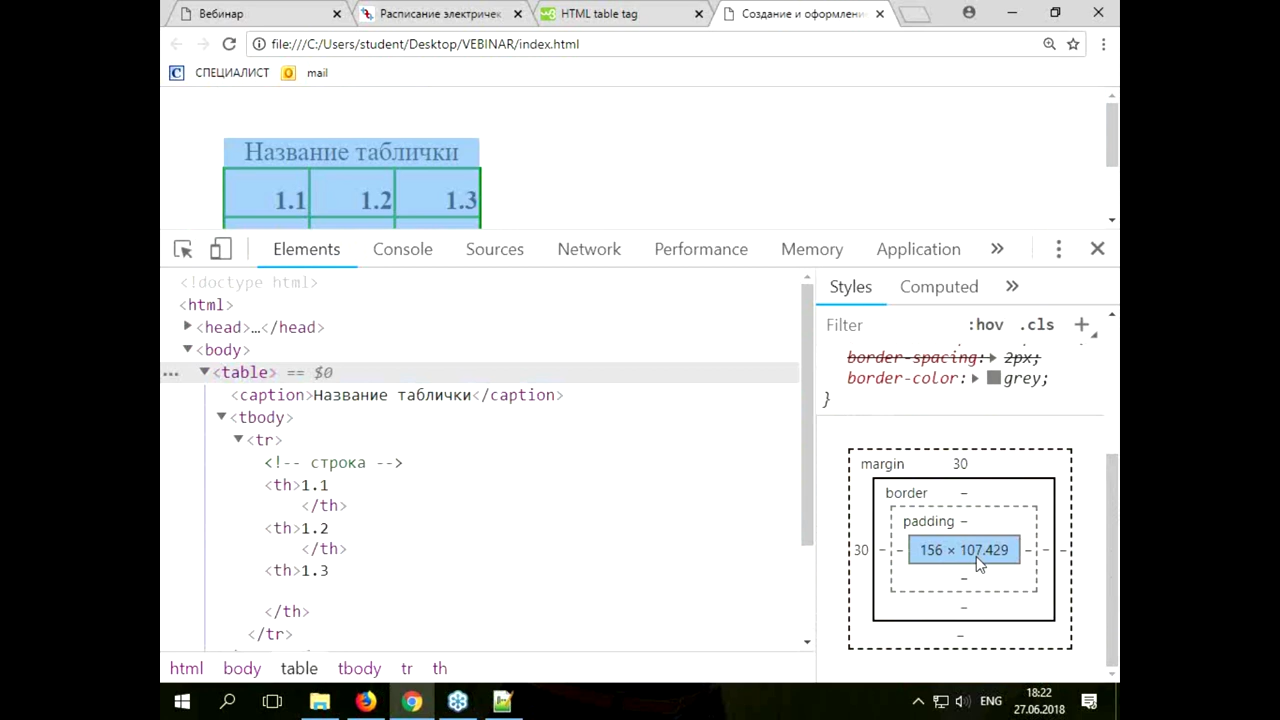 Вебинар
Расписание электричек
HTML table tag
Создание и оформлени
file:///C:/Users/student/Desktop/VEBINAR/index.html
СПЕЦИАЛИСТ
mail
Название таблички
1.1 1.2 1.3
Elements Console Sources Network Performance Memory Application »
<!doctype html>
<html>
<head>…</head>
<body>
… <table> == $0
<caption>Название таблички</caption>
<tbody>
<tr>
<!-- строка -->
<th>1.1
</th>
<th>1.2
</th>
<th>1.3
</th>
</tr>
html body table tbody tr th
Styles Computed »
Filter :hov .cls +
border-spacing: 2px;
border-color: grey;
}
margin 30
border –
padding –
30 – – 156 × 107.429 – – –
–
–
–
ENG
18:22
27.06.2018